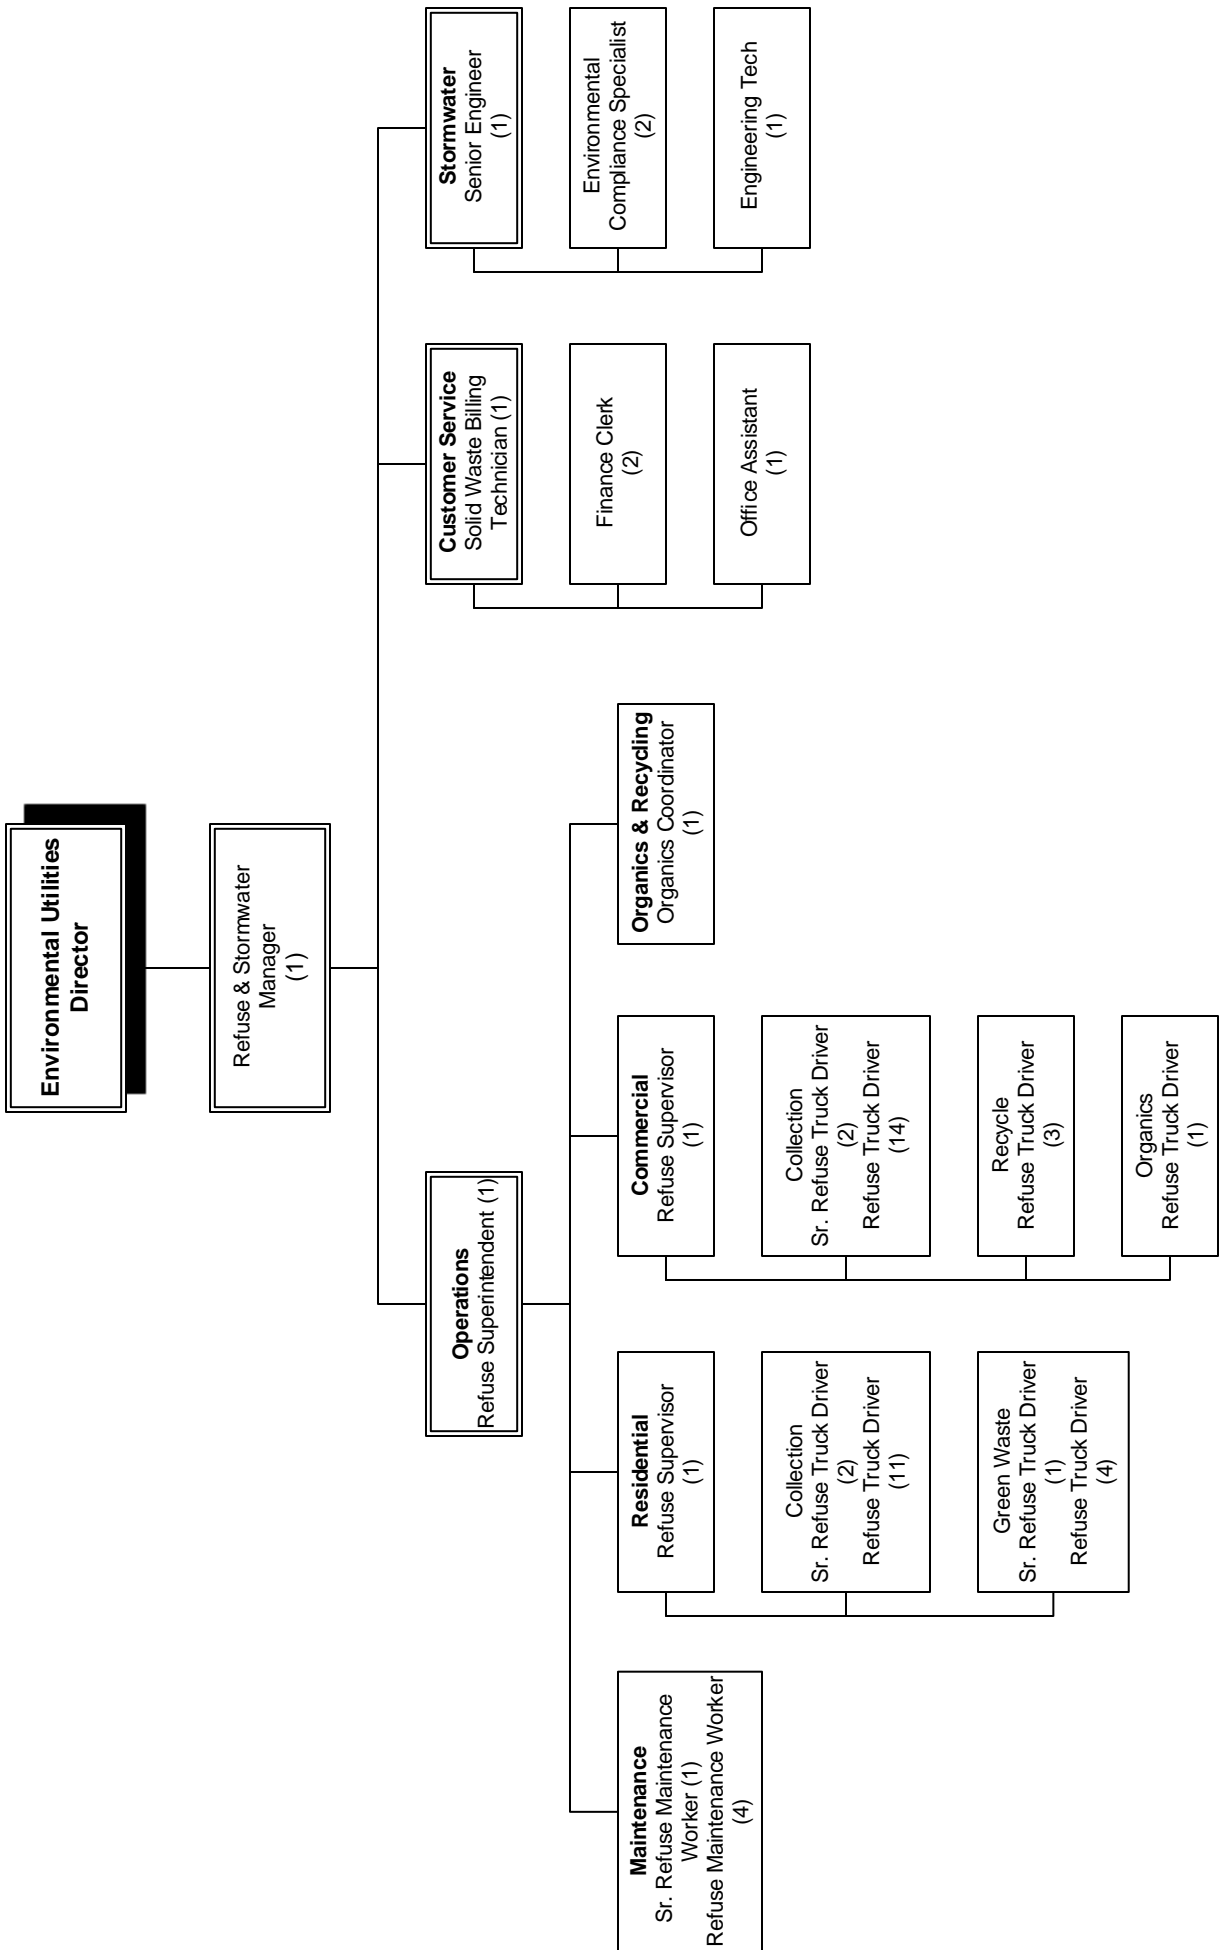 Environmental Utilities
Director
Refuse & Stormwater
Manager
(1)
Operations
Refuse Superintendent (1)
Customer Service
Solid Waste Billing
Technician (1)
Stormwater
Senior Engineer
(1)
Finance Clerk
(2)
Office Assistant
(1)
Environmental
Compliance Specialist
(2)
Engineering Tech
(1)
Maintenance
Sr. Refuse Maintenance
Worker (1)
Refuse Maintenance Worker
(4)
Residential
Refuse Supervisor
(1)
Collection
Sr. Refuse Truck Driver
(2)
Refuse Truck Driver
(11)
Green Waste
Sr. Refuse Truck Driver
(1)
Refuse Truck Driver
(4)
Commercial
Refuse Supervisor
(1)
Collection
Sr. Refuse Truck Driver
(2)
Refuse Truck Driver
(14)
Recycle
Refuse Truck Driver
(3)
Organics
Refuse Truck Driver
(1)
Organics & Recycling
Organics Coordinator
(1)